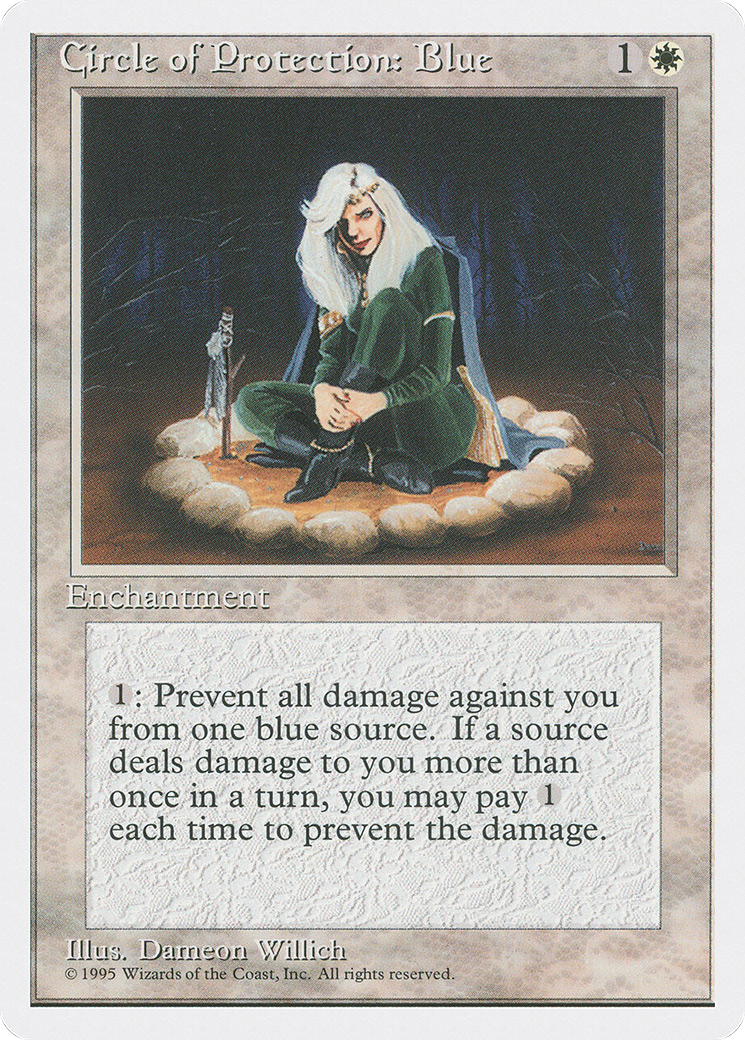 Circle of Protection: Blue 1
Enchantment
1: Prevent all damage against you
from one blue source. If a source
deals damage to you more than
once in a turn, you may pay 1
each time to prevent the damage.
Illus. Dameon Willich
© 1995 Wizards of the Coast, Inc. All rights reserved.